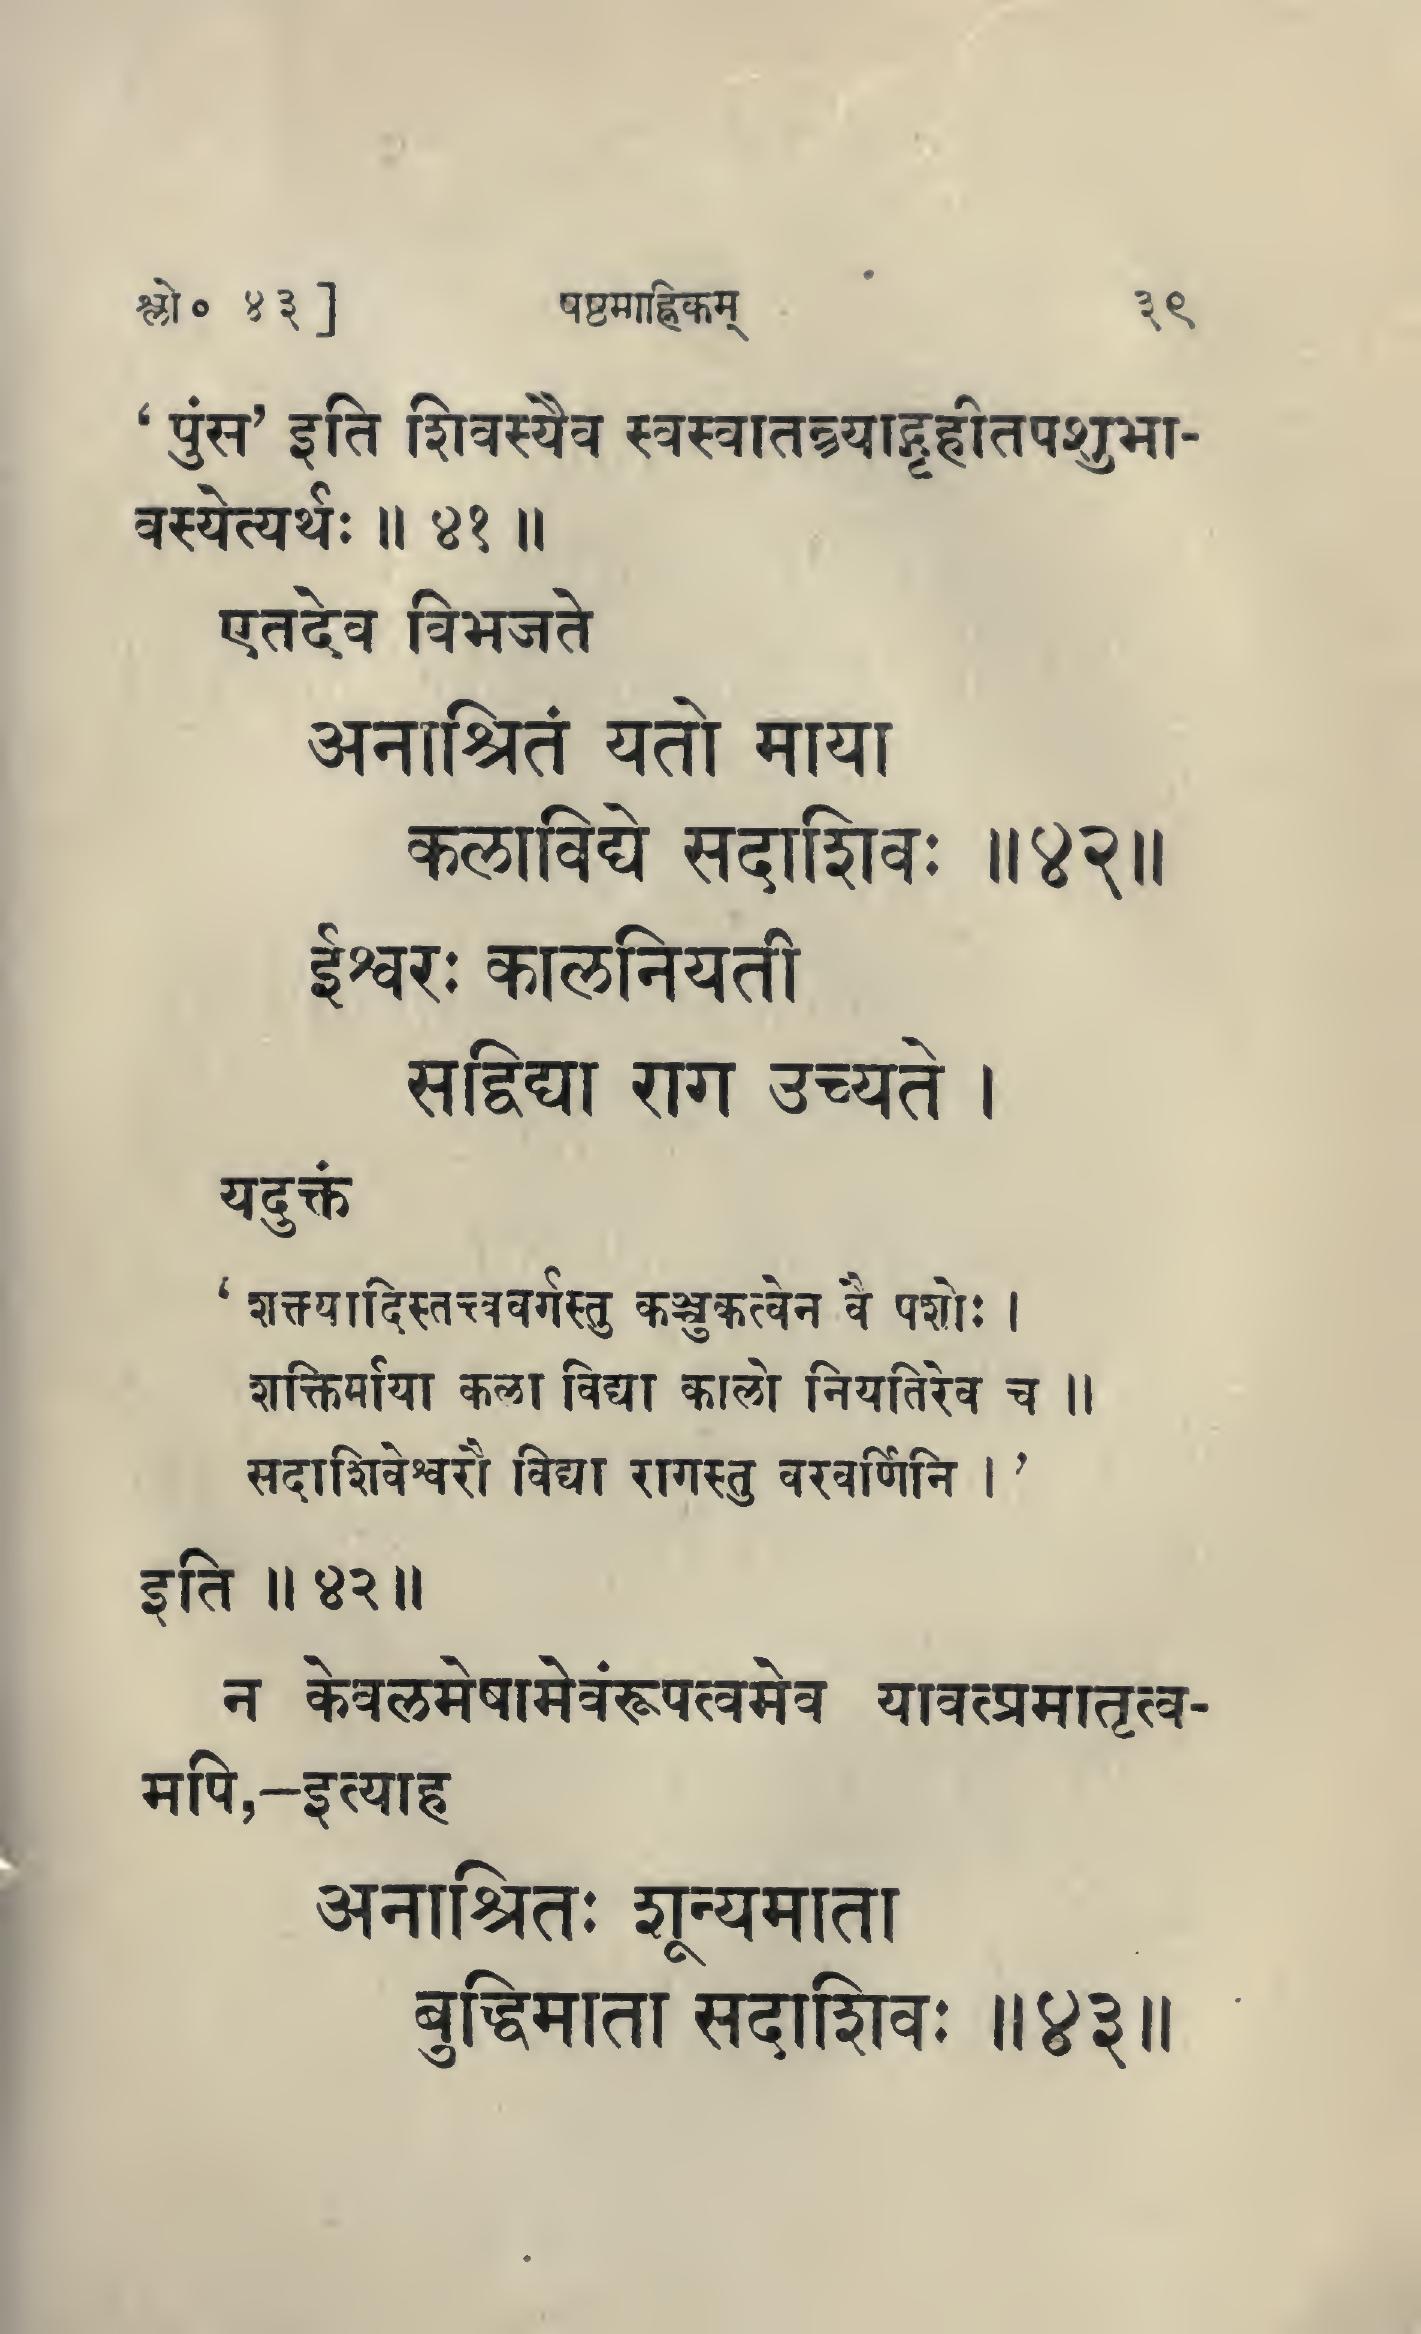 श्लो० ४३] षष्ठमाह्निकम् ३९
‘पुंस’ इति शिवस्यैव स्वस्वातन्त्र्याद्गृहीतपशुभा-
वस्येत्यर्थः ॥ ४१ ॥
एतदेव विभजते
अनाश्रितं यतो माया
कलाविद्ये सदाशिवः ॥४२॥
ईश्वरः कालनियती
सद्विद्या राग उच्यते ।
यदुक्तं
‘शक्त्यादिस्तत्त्ववर्गस्तु कञ्चुकत्वेन वै पशोः ।
शक्तिर्माया कला विद्या कालो नियतिरेव च ॥
सदाशिवेश्वरौ विद्या रागस्तु वरवर्णिनि ।’
इति ॥ ४२॥
न केवलमेषामेवंरूपत्वमेव यावत्प्रमातृत्व-
मपि,—इत्याह
अनाश्रितः शून्यमाता
बुद्धिमाता सदाशिवः ॥४३॥